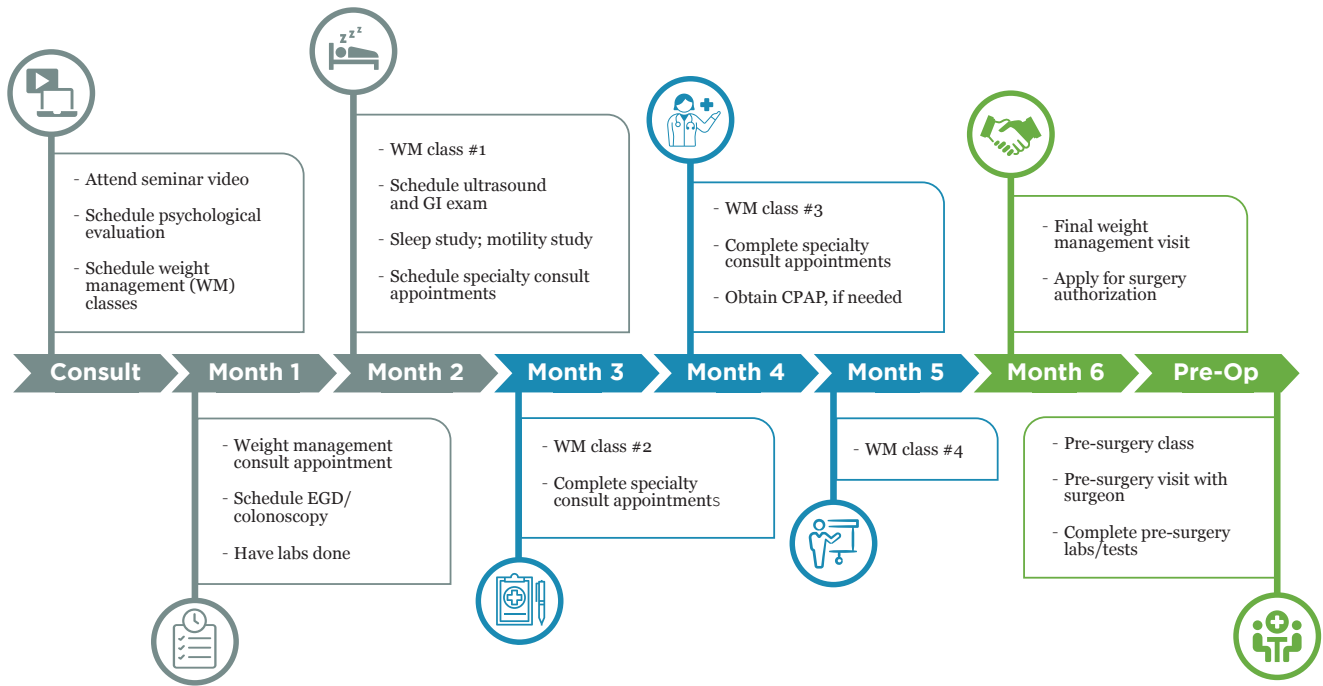 zzz
- Attend seminar video
- Schedule psychological
evaluation
- Schedule weight
management (WM)
classes
- WM class #1
- Schedule ultrasound
and GI exam
- Sleep study; motility study
- Schedule specialty consult
appointments
- WM class #3
- Complete specialty
consult appointments
- Obtain CPAP, if needed
- Final weight
management visit
- Apply for surgery
authorization
Consult
Month 1
Month 2
Month 3
Month 4
Month 5
Month 6
Pre-Op
- Weight management
consult appointment
- Schedule EGD/
colonoscopy
- Have labs done
- WM class #2
- Complete specialty
consult appointments
- WM class #4
- Pre-surgery class
- Pre-surgery visit with
surgeon
- Complete pre-surgery
labs/tests